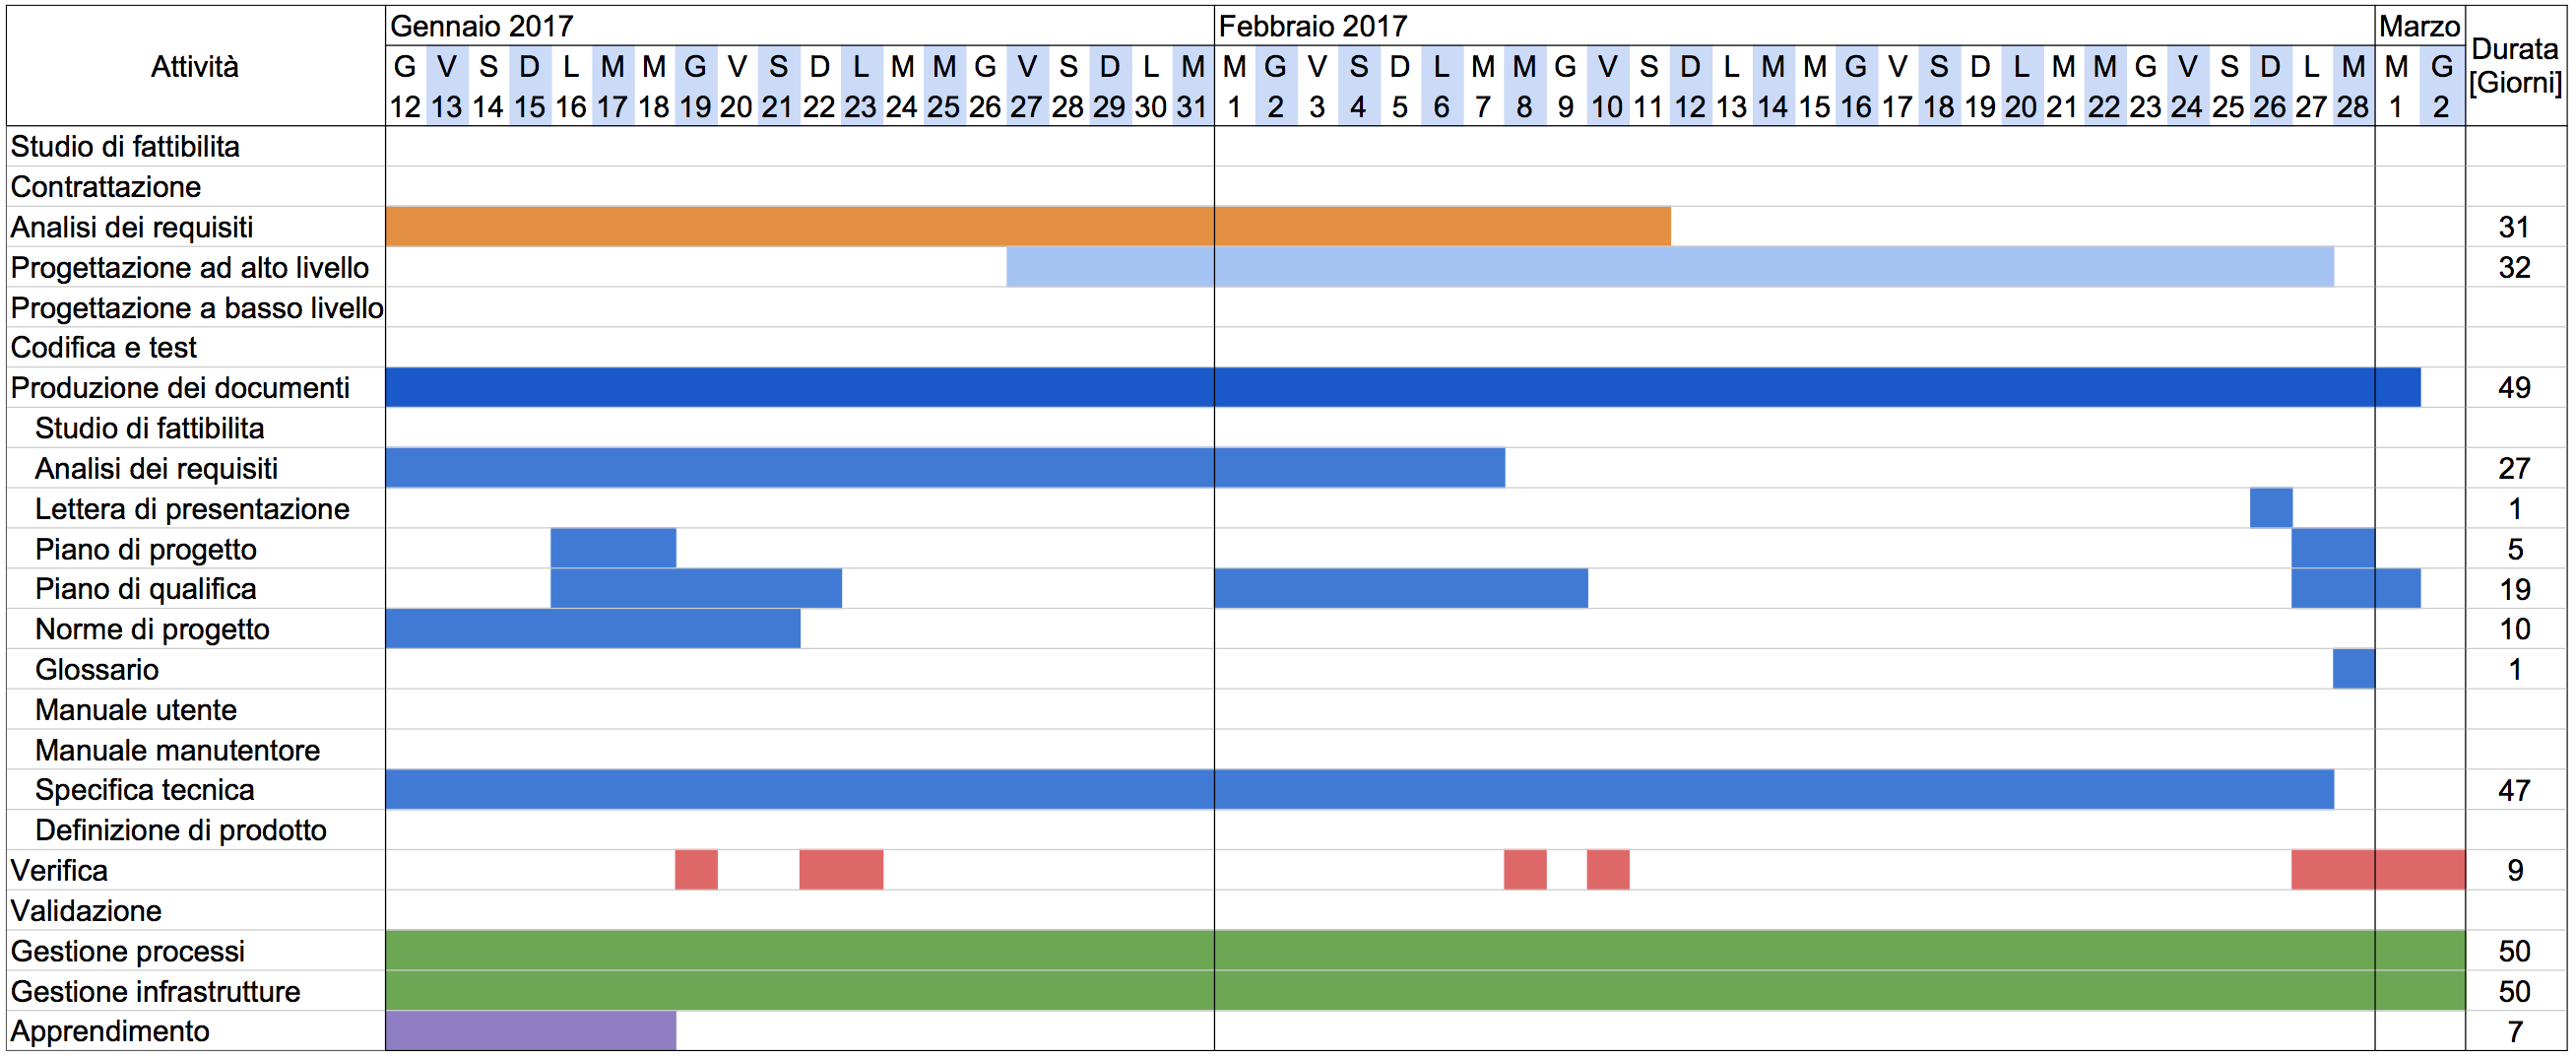 Attività
Gennaio 2017
Febbraio 2017
Marzo
Durata
[Giorni]
G V S D L M M G V S D L M M G V S D L M M G V S D L M M G V S D L M M G V S D L M M G V S D L M M G
12 13 14 15 16 17 18 19 20 21 22 23 24 25 26 27 28 29 30 31 1 2 3 4 5 6 7 8 9 10 11 12 13 14 15 16 17 18 19 20 21 22 23 24 25 26 27 28 1 2
Studio di fattibilita
Contrattazione
Analisi dei requisiti 31
Progettazione ad alto livello 32
Progettazione a basso livello
Codifica e test
Produzione dei documenti 49
Studio di fattibilita
Analisi dei requisiti 27
Lettera di presentazione 1
Piano di progetto 5
Piano di qualifica 19
Norme di progetto 10
Glossario 1
Manuale utente
Manuale manutentore
Specifica tecnica 47
Definizione di prodotto
Verifica 9
Validazione
Gestione processi 50
Gestione infrastrutture 50
Apprendimento 7